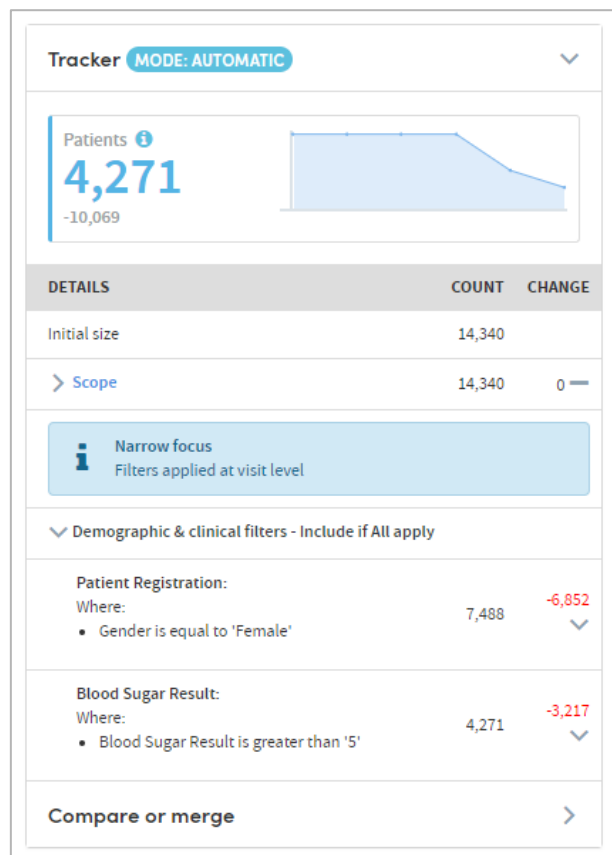 Tracker MODE: AUTOMATIC
Patients
4,271
-10,069
DETAILS COUNT CHANGE
Initial size 14,340
Scope 14,340 0
Narrow focus
Filters applied at visit level
Demographic & clinical filters - Include if All apply
Patient Registration:
Where:
• Gender is equal to 'Female'
7,488 -6,852
Blood Sugar Result:
Where:
• Blood Sugar Result is greater than '5'
4,271 -3,217
Compare or merge